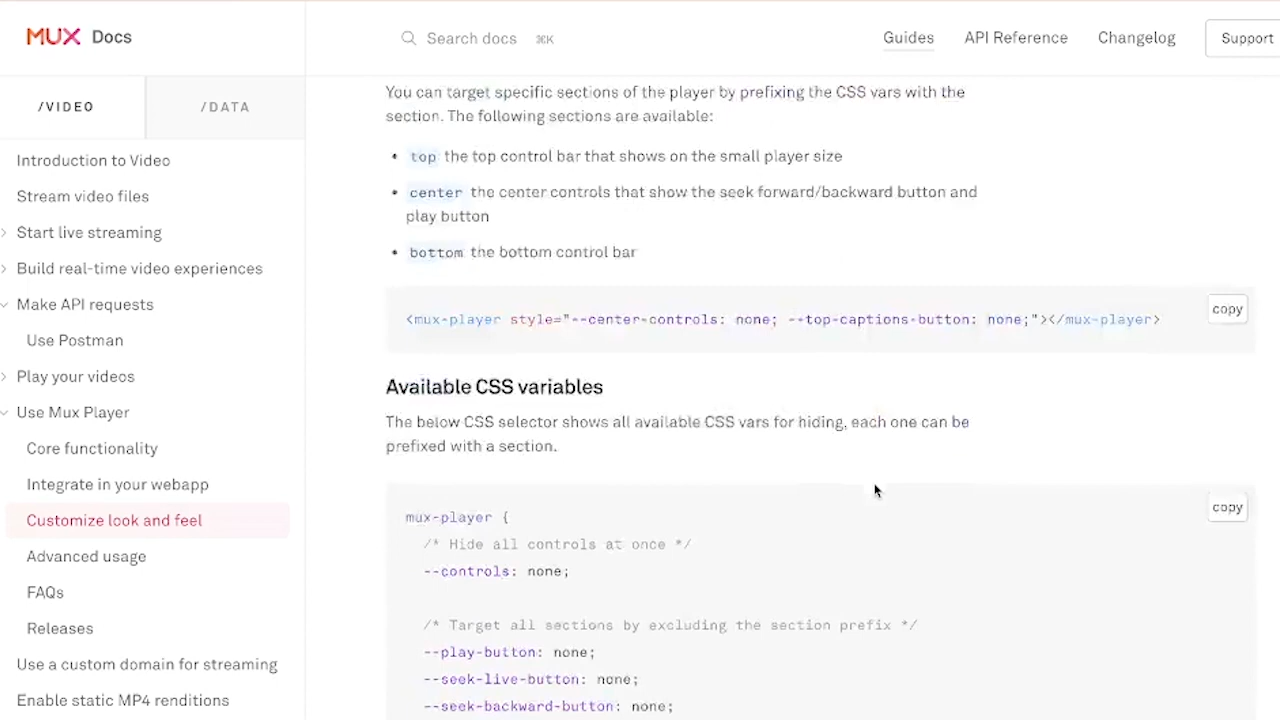 MUX Docs
Search docs ⌘K
Guides
API Reference
Changelog
Support
/VIDEO
/DATA
Introduction to Video
Stream video files
Start live streaming
Build real-time video experiences
Make API requests
Use Postman
Play your videos
Use Mux Player
Core functionality
Integrate in your webapp
Customize look and feel
Advanced usage
FAQs
Releases
Use a custom domain for streaming
Enable static MP4 renditions
You can target specific sections of the player by prefixing the CSS vars with the
section. The following sections are available:
• top the top control bar that shows on the small player size
• center the center controls that show the seek forward/backward button and
play button
• bottom the bottom control bar
<mux-player style="--center-controls: none; --top-captions-button: none;"></mux-player>
copy
Available CSS variables
The below CSS selector shows all available CSS vars for hiding, each one can be
prefixed with a section.
copy
mux-player {
/* Hide all controls at once */
--controls: none;
/* Target all sections by excluding the section prefix */
--play-button: none;
--seek-live-button: none;
--seek-backward-button: none;